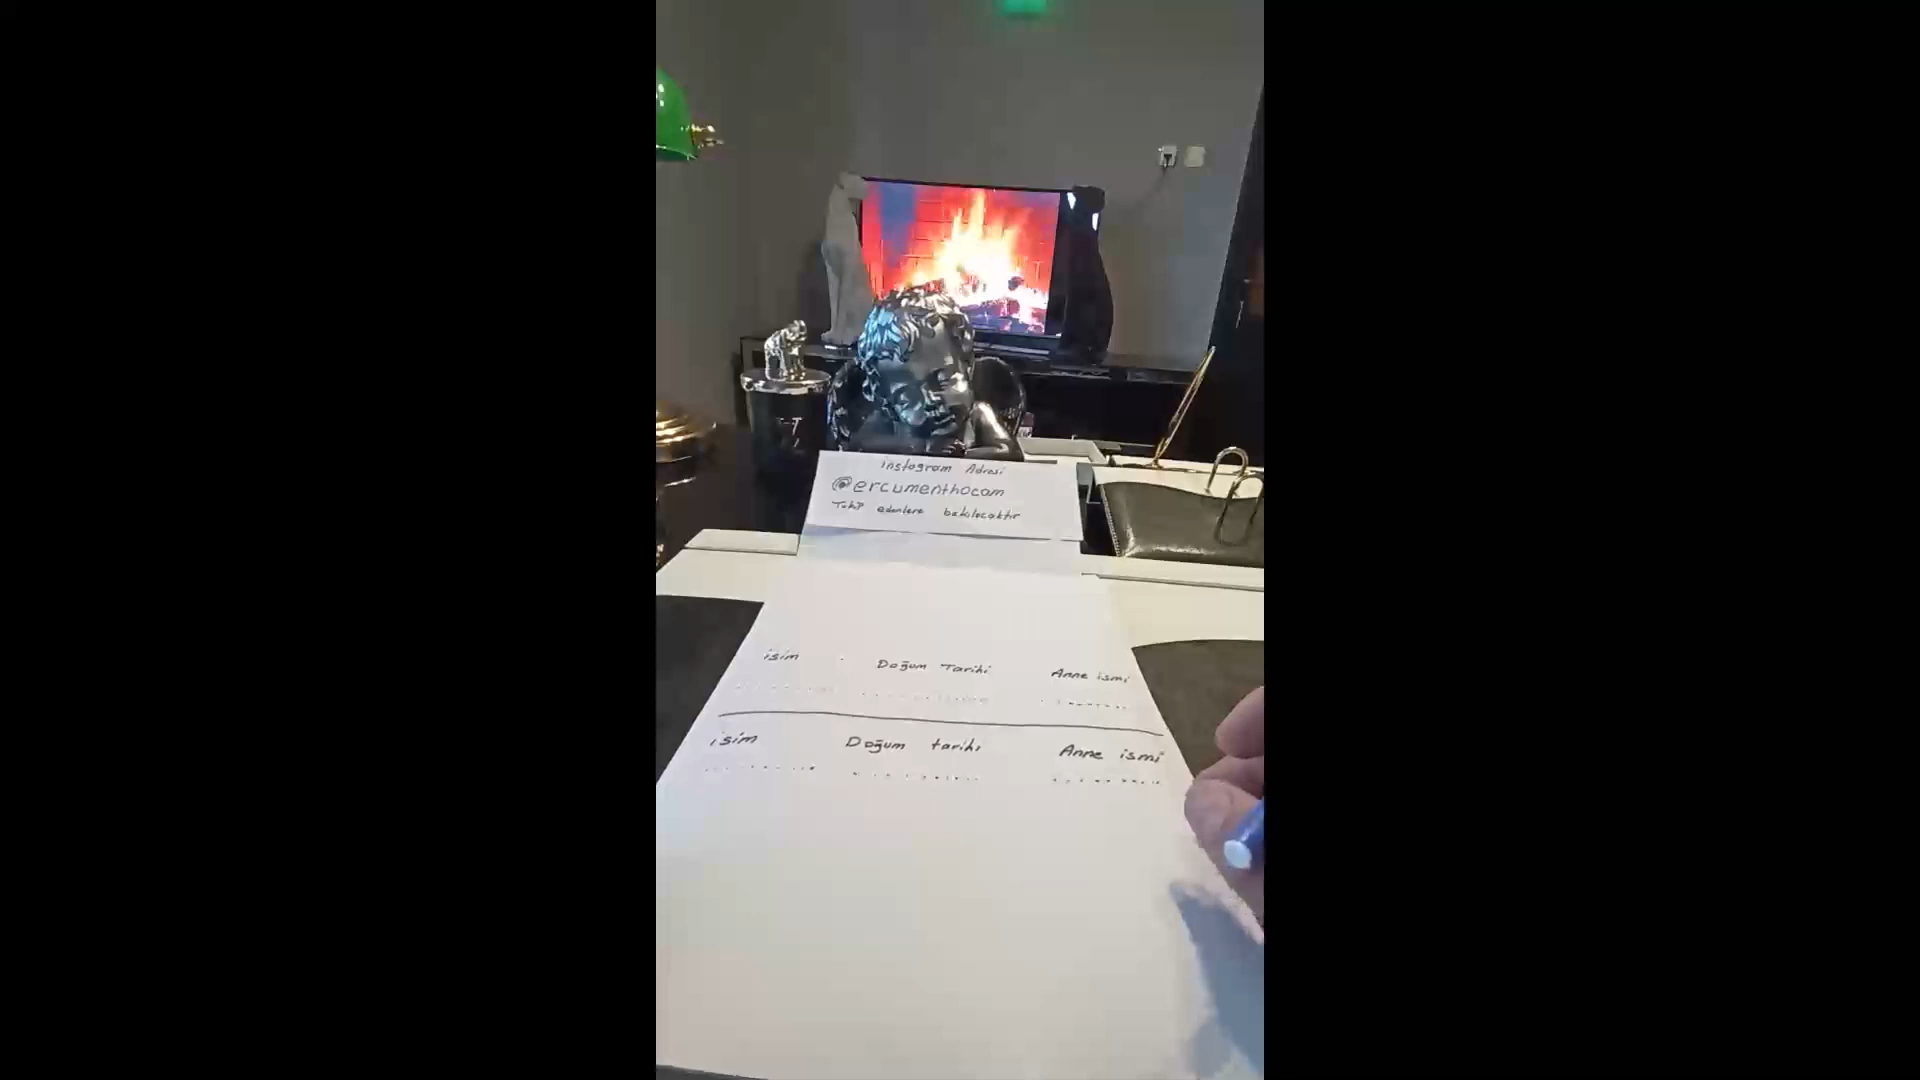 instagram Adresi
@ercumenthocam
Takip edenlere bakılacaktır
isim Doğum Tarihi Anne ismi
isim Doğum tarihi Anne ismi